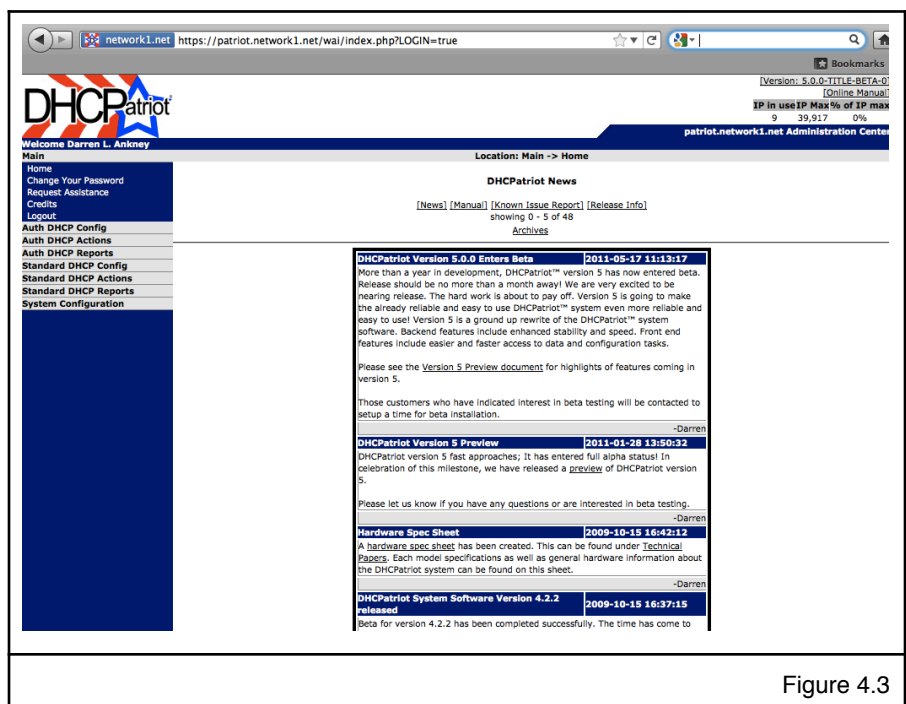 network1.net https://patriot.network1.net/wai/index.php?LOGIN=true
Bookmarks
DHCPatriot
[Version: 5.0.0-TITLE-BETA-0]
[Online Manual]
IP in use IP Max % of IP max
9 39,917 0%
patriot.network1.net Administration Center
Welcome Darren L. Ankney
Main
Location: Main -> Home
Home
Change Your Password
Request Assistance
Credits
Logout
Auth DHCP Config
Auth DHCP Actions
Auth DHCP Reports
Standard DHCP Config
Standard DHCP Actions
Standard DHCP Reports
System Configuration
DHCPatriot News
[News] [Manual] [Known Issue Report] [Release Info]
showing 0 - 5 of 48
Archives
DHCPatriot Version 5.0.0 Enters Beta 2011-05-17 11:13:17
More than a year in development, DHCPatriot™ version 5 has now entered beta.
Release should be no more than a month away! We are very excited to be
nearing release. The hard work is about to pay off. Version 5 is going to make
the already reliable and easy to use DHCPatriot™ system even more reliable and
easy to use! Version 5 is a ground up rewrite of the DHCPatriot™ system
software. Backend features include enhanced stability and speed. Front end
features include easier and faster access to data and configuration tasks.
Please see the Version 5 Preview document for highlights of features coming in
version 5.
Those customers who have indicated interest in beta testing will be contacted to
setup a time for beta installation.
-Darren
DHCPatriot Version 5 Preview 2011-01-28 13:50:32
DHCPatriot version 5 fast approaches; It has entered full alpha status! In
celebration of this milestone, we have released a preview of DHCPatriot version
5.
Please let us know if you have any questions or are interested in beta testing.
-Darren
Hardware Spec Sheet 2009-10-15 16:42:12
A hardware spec sheet has been created. This can be found under Technical
Papers. Each model specifications as well as general hardware information about
the DHCPatriot system can be found on this sheet.
-Darren
DHCPatriot System Software Version 4.2.2
released 2009-10-15 16:37:15
Beta for version 4.2.2 has been completed successfully. The time has come to
Figure 4.3